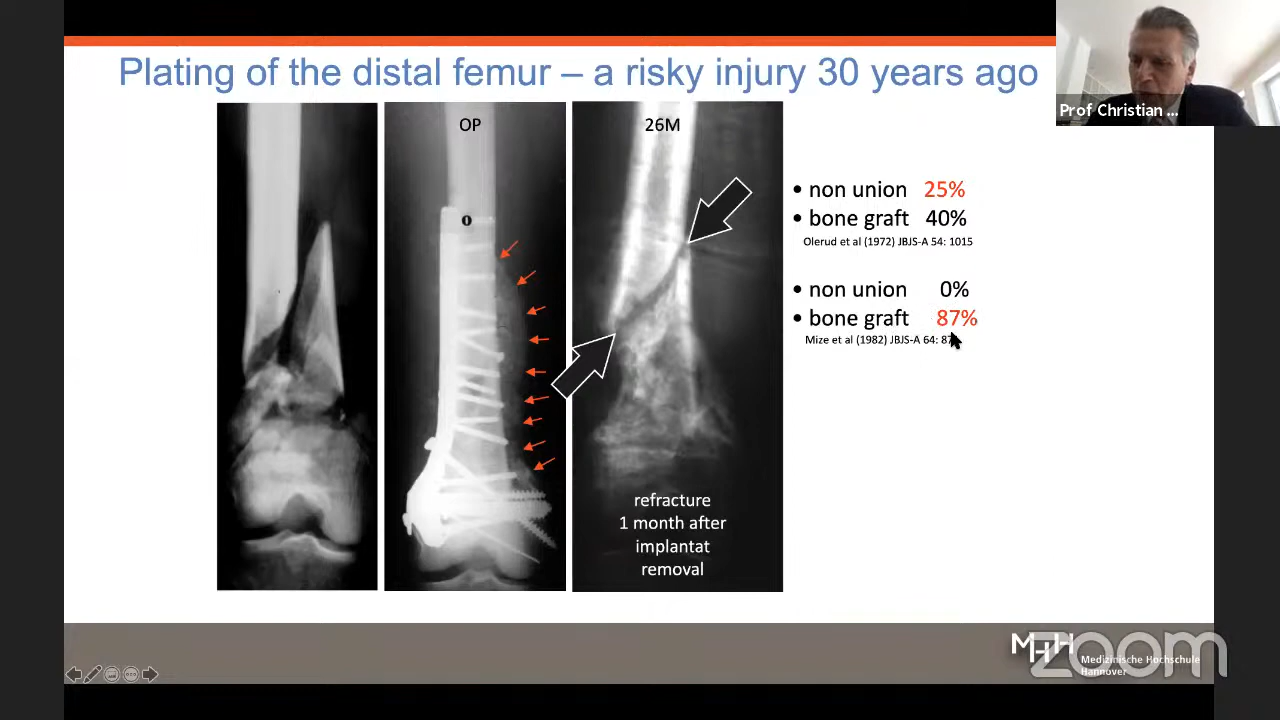 Plating of the distal femur – a risky injury 30 years ago
Prof Christian ...
OP
26M
0
• non union 25%
• bone graft 40%
Olerud et al (1972) JBJS-A 54: 1015
• non union 0%
• bone graft 87%
Mize et al (1982) JBJS-A 64: 87
refracture
1 month after
implantat
removal
MHH
Medizinische Hochschule
Hannover
zoom